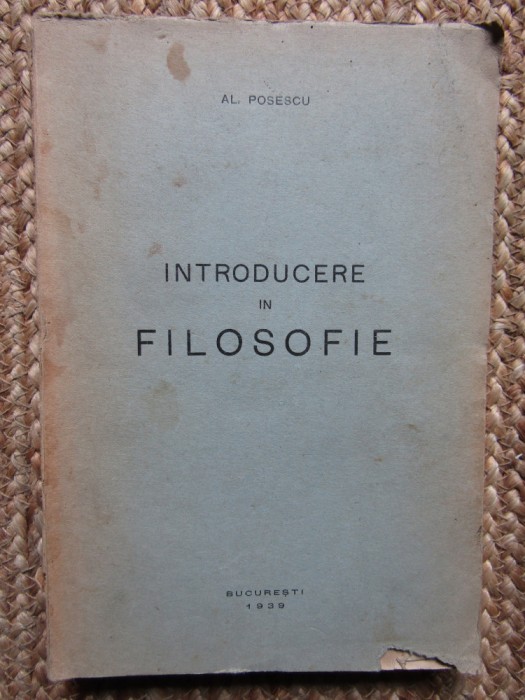 AL. POSESCU
INTRODUCERE
IN
FILOSOFIE
BUCUREȘTI
1939